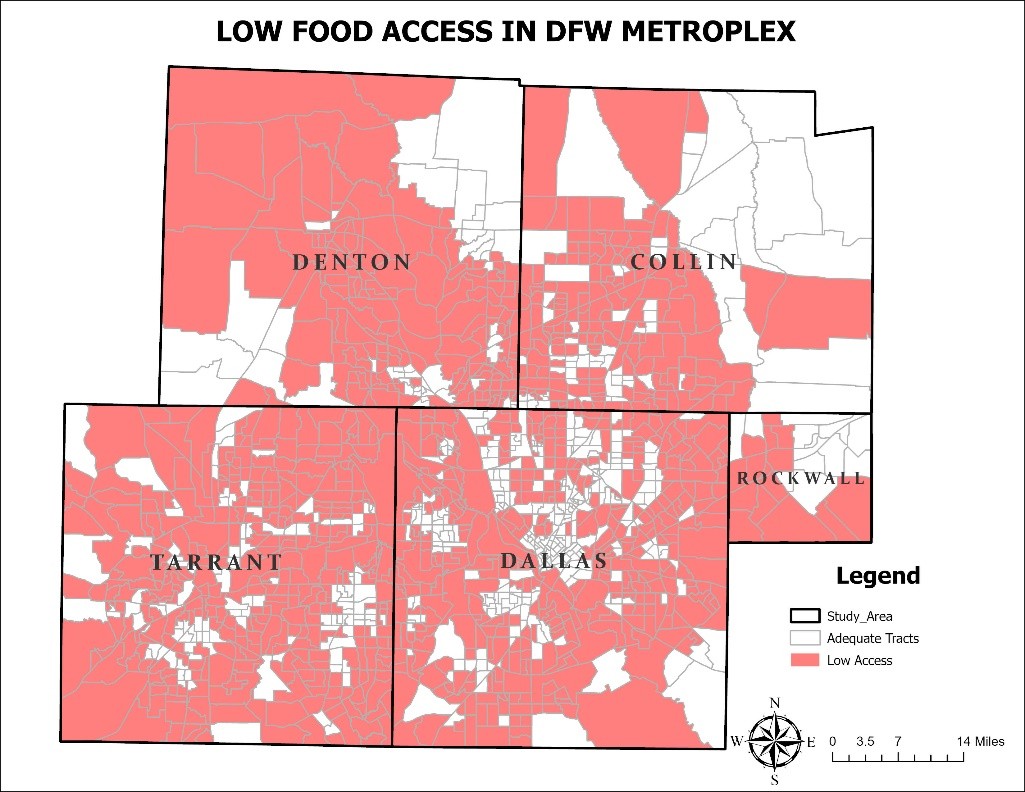 LOW FOOD ACCESS IN DFW METROPLEX
DENTON
COLLIN
ROCKWALL
TARRANT
DALLAS
Legend
Study_Area
Adequate Tracts
Low Access
N
W
E
S
0 3.5 7 14 Miles